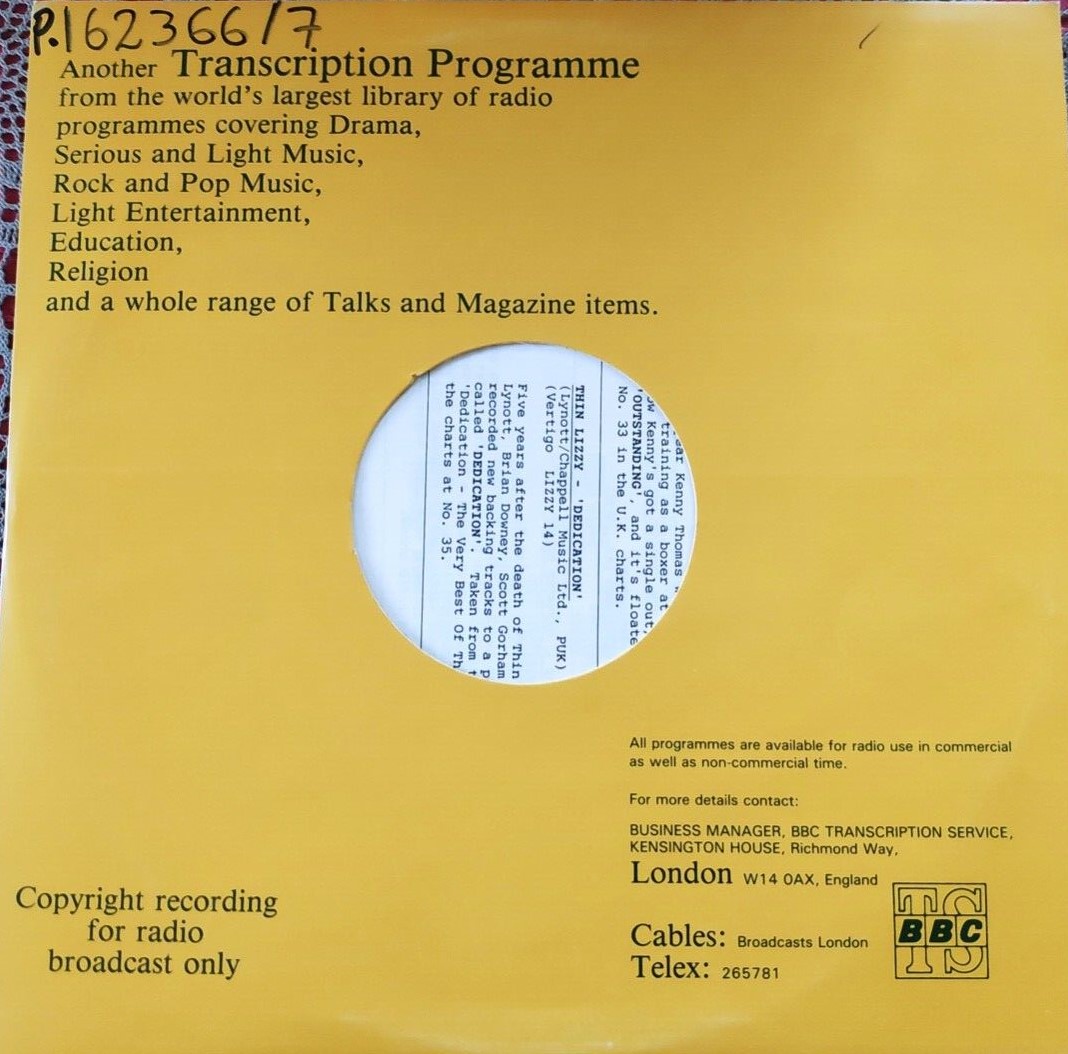 P.162366/7
Another Transcription Programme
from the world's largest library of radio
programmes covering Drama,
Serious and Light Music,
Rock and Pop Music,
Light Entertainment,
Education,
Religion
and a whole range of Talks and Magazine items.
Kenny Thomas
training as a boxer at
Kenny's got a single out,
'OUTSTANDING', and it's floate
No. 33 in the U.K. charts.
THIN LIZZY - 'DEDICATION'
(Lynott/Chappell Music Ltd., PUK)
(Vertigo LIZZY 14)
Five years after the death of Thin
Lynott, Brian Downey, Scott Gorham
recorded new backing tracks to a p
called 'DEDICATION'. Taken from t
'Dedication - The Very Best Of Th
the charts at No. 35.
All programmes are available for radio use in commercial
as well as non-commercial time.
For more details contact:
BUSINESS MANAGER, BBC TRANSCRIPTION SERVICE,
KENSINGTON HOUSE, Richmond Way,
London W14 0AX, England
Cables: Broadcasts London
Telex: 265781
TS
BBC
TS
Copyright recording
for radio
broadcast only